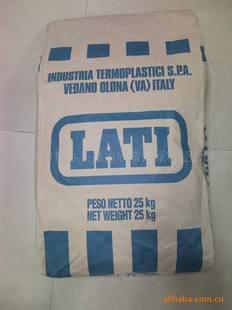 INDUSTRIA TERMOPLASTICI S.P.A.
VEDANO OLONA (VA) ITALY
LATI
PESO NETTO 25 kg
NET WEIGHT 25 kg
alibaba.com.cn